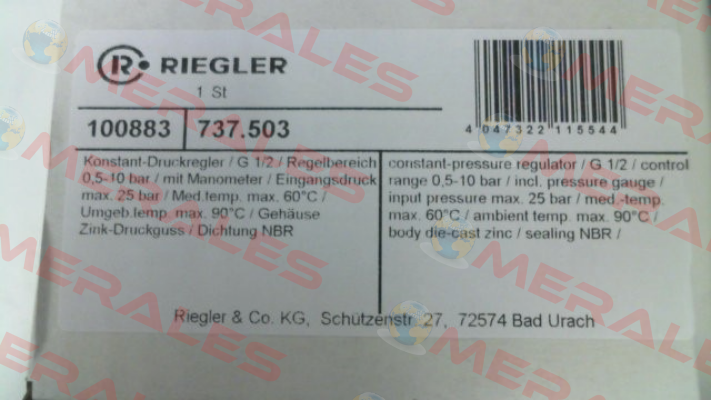 R RIEGLER
1 St
100883 737.503
4 047322 115544
Konstant-Druckregler / G 1/2 / Regelbereich
0,5-10 bar / mit Manometer / Eingangsdruck
max. 25 bar / Med.temp. max. 60°C /
Umgeb.temp. max. 90°C / Gehäuse
Zink-Druckguss / Dichtung NBR
constant-pressure regulator / G 1/2 / control
range 0,5-10 bar / incl. pressure gauge /
input pressure max. 25 bar / med.-temp.
max. 60°C / ambient temp. max. 90°C /
body die-cast zinc / sealing NBR /
Riegler & Co. KG, Schützenstr. 27, 72574 Bad Urach
OMERALES
OMERALES
OMERALES